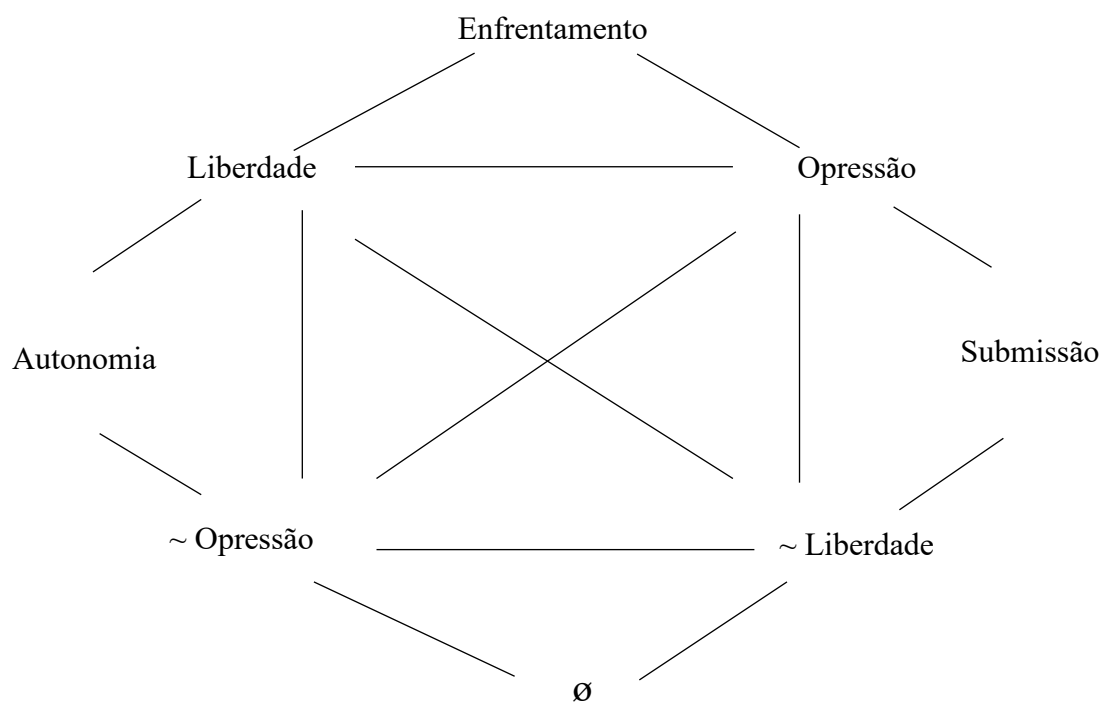 Enfrentamento
Liberdade
Opressão
Autonomia
Submissão
~ Opressão
~ Liberdade
ø